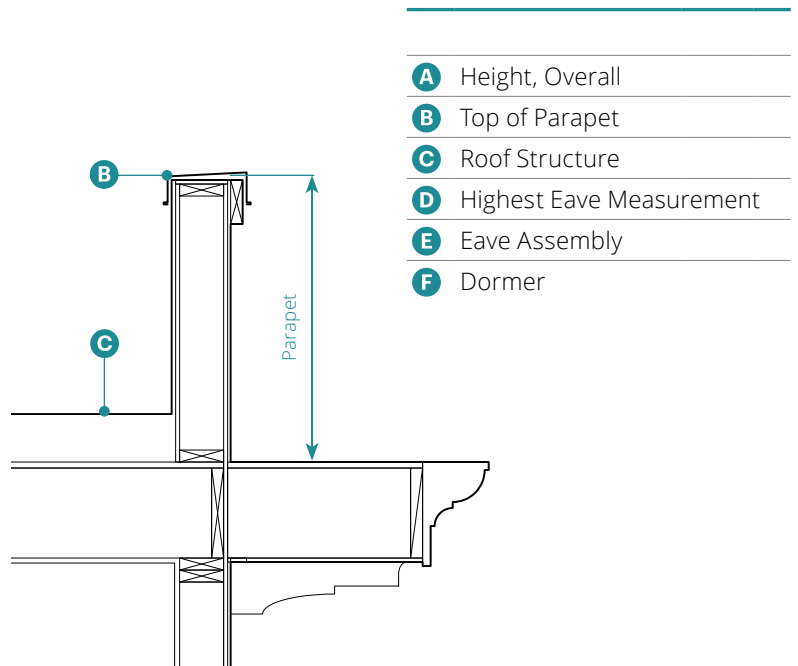 A Height, Overall
B Top of Parapet
C Roof Structure
D Highest Eave Measurement
E Eave Assembly
F Dormer
B
Parapet
C